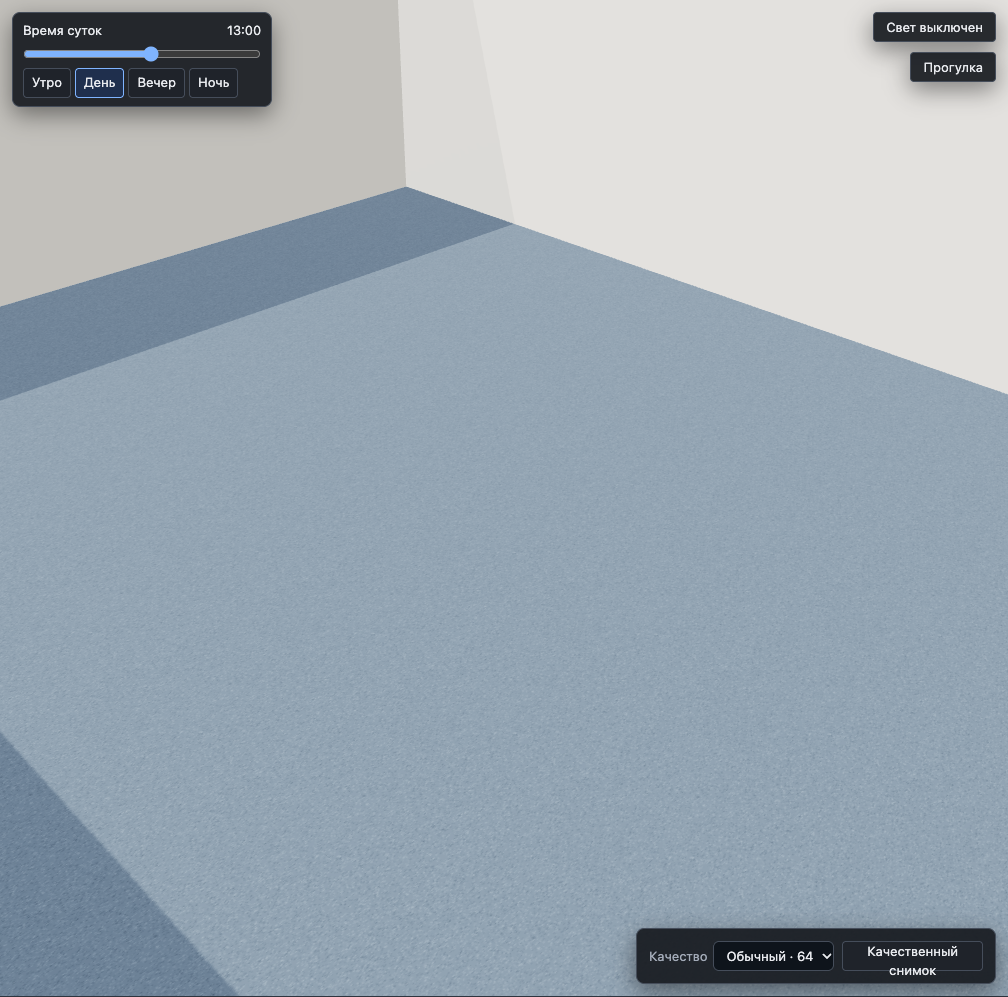 Время суток 13:00
Утро День Вечер Ночь
Свет выключен
Прогулка
Качество Обычный · 64 Качественный
снимок